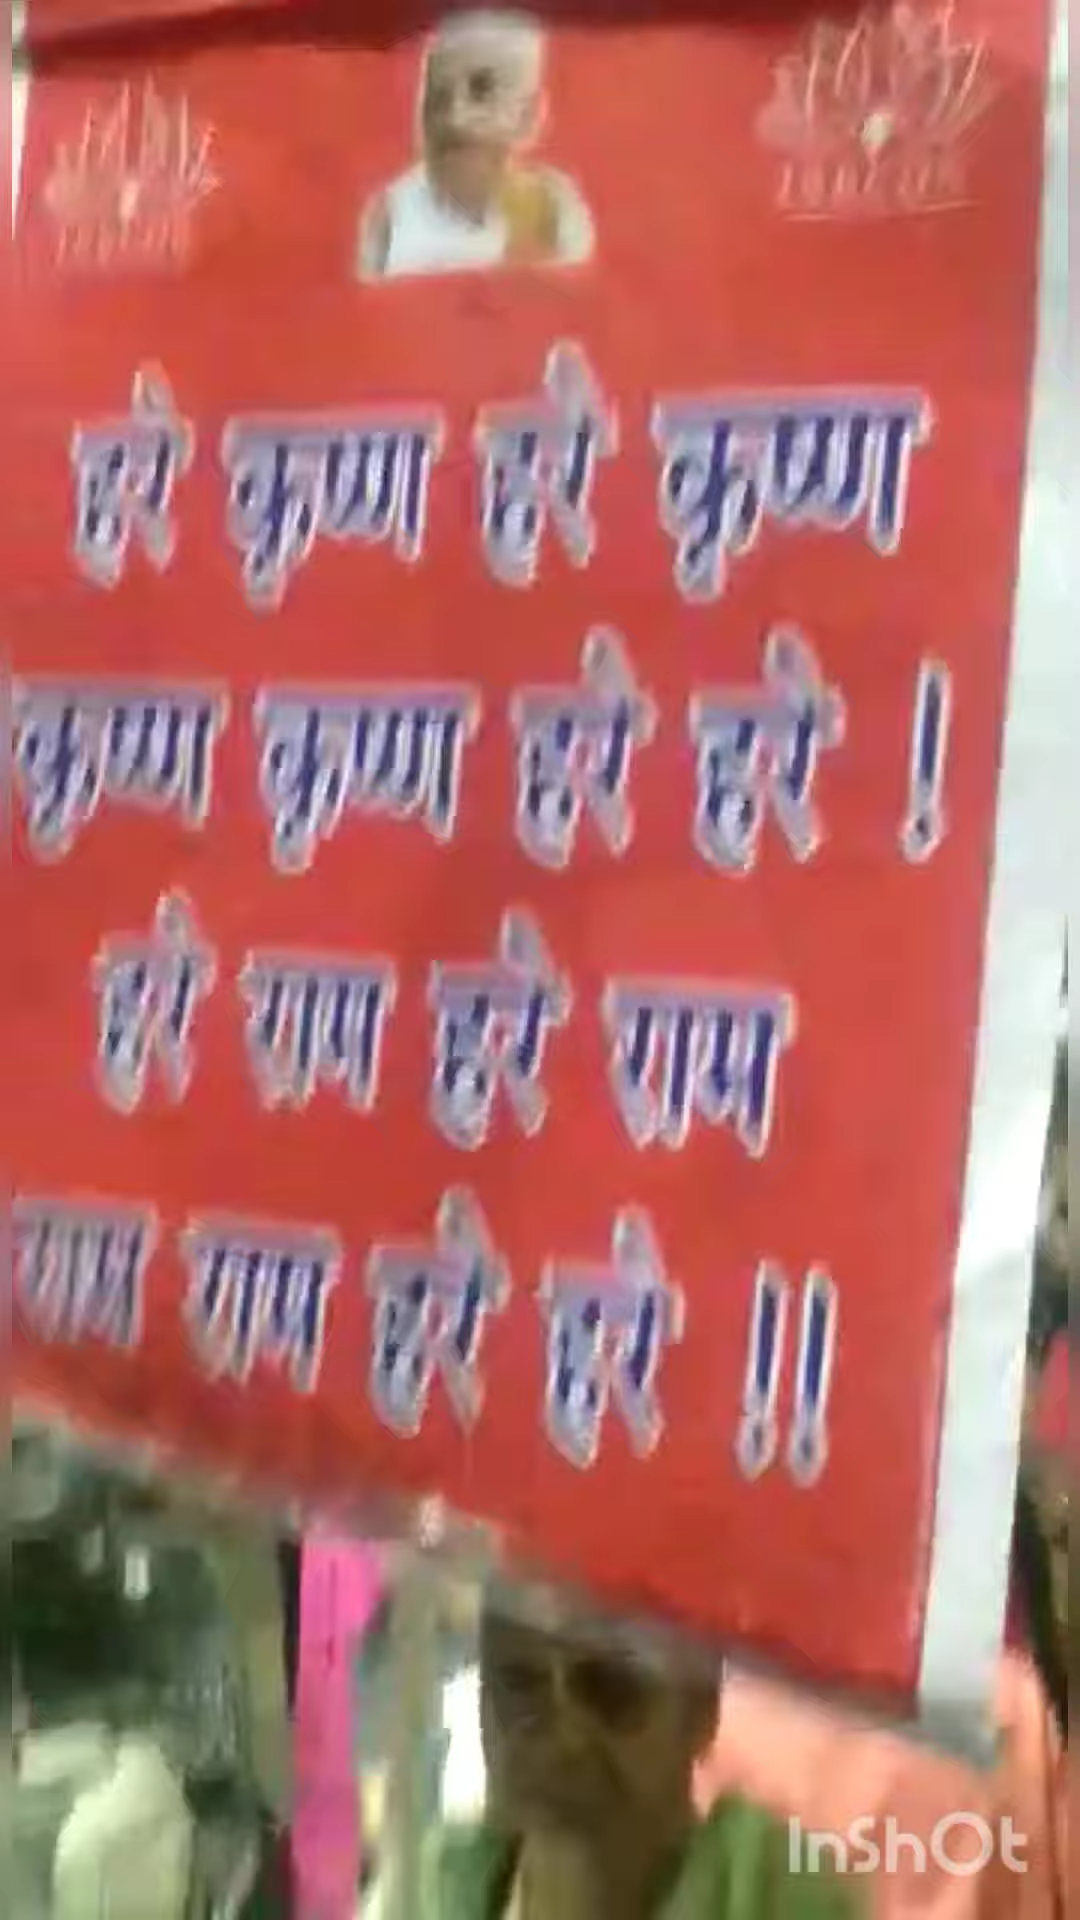 हरे कृष्ण हरे कृष्ण
कृष्ण कृष्ण हरे हरे !
हरे राम हरे राम
राम राम हरे हरे !!
InShOt